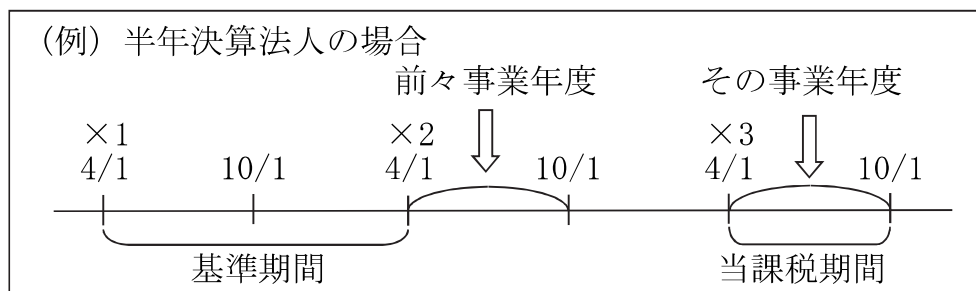 (例) 半年決算法人の場合
前々事業年度 その事業年度
×1 ×2 ×3
4/1 10/1 4/1 10/1 4/1 10/1
基準期間 当課税期間